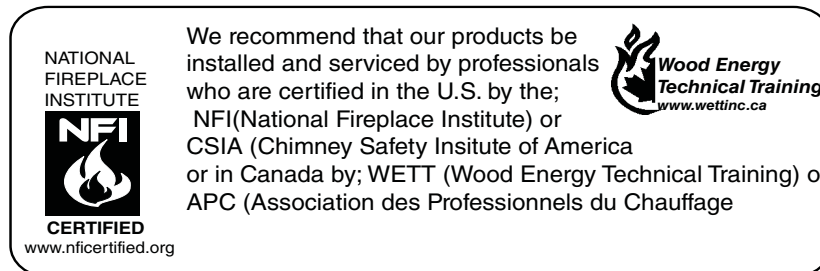 NATIONAL
FIREPLACE
INSTITUTE
NFI
CERTIFIED
www.nficertified.org
We recommend that our products be
installed and serviced by professionals
who are certified in the U.S. by the;
NFI(National Fireplace Institute) or
CSIA (Chimney Safety Insitute of America
or in Canada by; WETT (Wood Energy Technical Training) o
APC (Association des Professionnels du Chauffage
Wood Energy
Technical Training
www.wettinc.ca